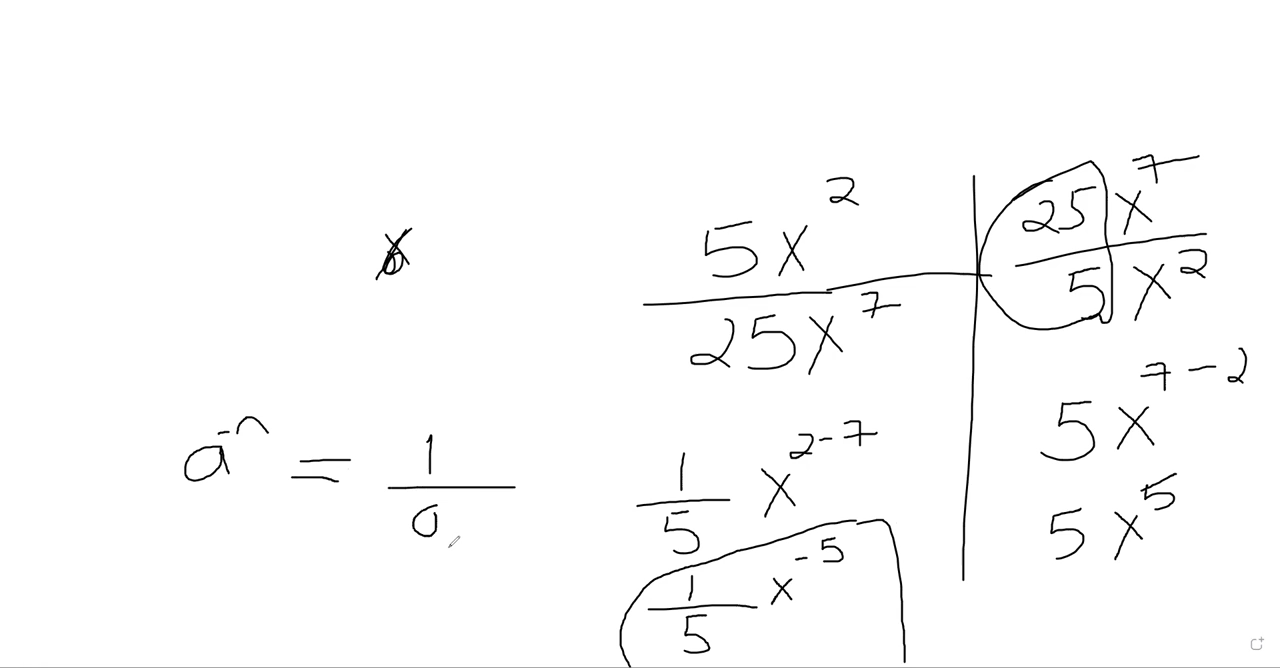 5x^2 / 25x^7
25x^7 / 5x^2
5x^{7-2}
5x^5
a^{-n} = 1 / a
1/5 x^{2-7}
1/5 x^{-5}